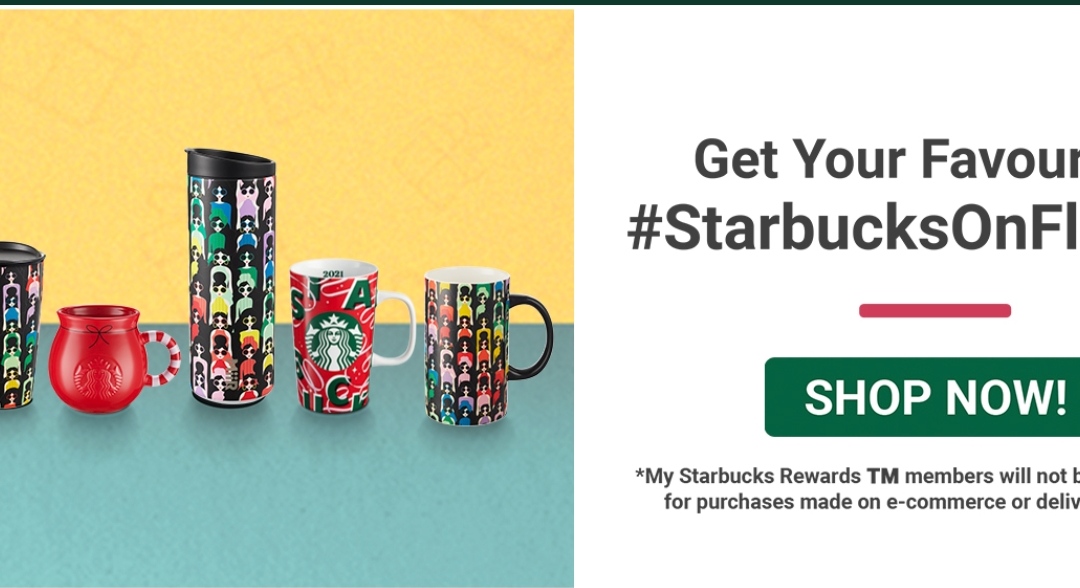 2021
S A
C
Get Your Favour
#StarbucksOnFl
SHOP NOW!
*My Starbucks Rewards TM members will not b
for purchases made on e-commerce or deliv